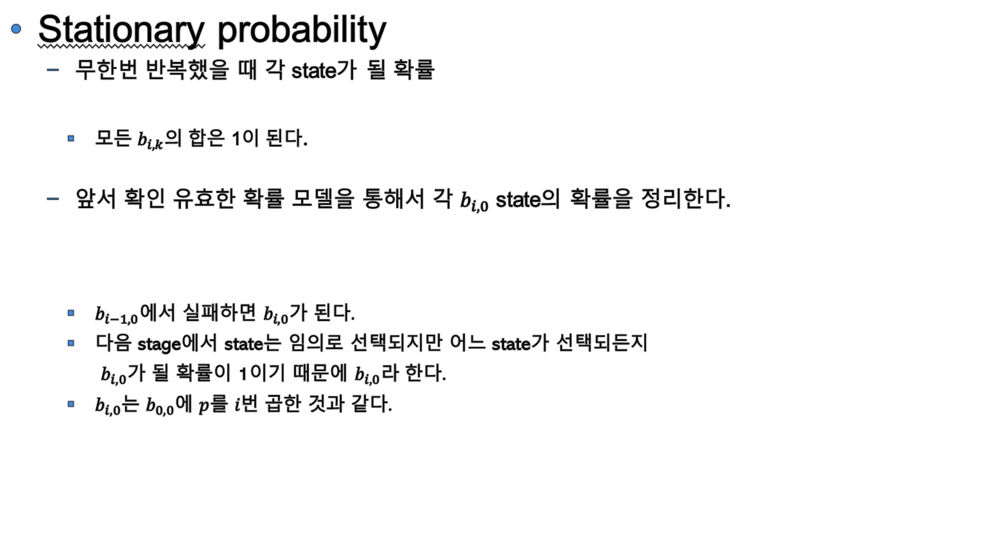 • Stationary probability
– 무한번 반복했을 때 각 state가 될 확률
▪ 모든 b_{i,k}의 합은 1이 된다.
– 앞서 확인 유효한 확률 모델을 통해서 각 b_{i,0} state의 확률을 정리한다.
▪ b_{i−1,0}에서 실패하면 b_{i,0}가 된다.
▪ 다음 stage에서 state는 임의로 선택되지만 어느 state가 선택되든지
b_{i,0}가 될 확률이 1이기 때문에 b_{i,0}라 한다.
▪ b_{i,0}는 b_{0,0}에 p를 i번 곱한 것과 같다.